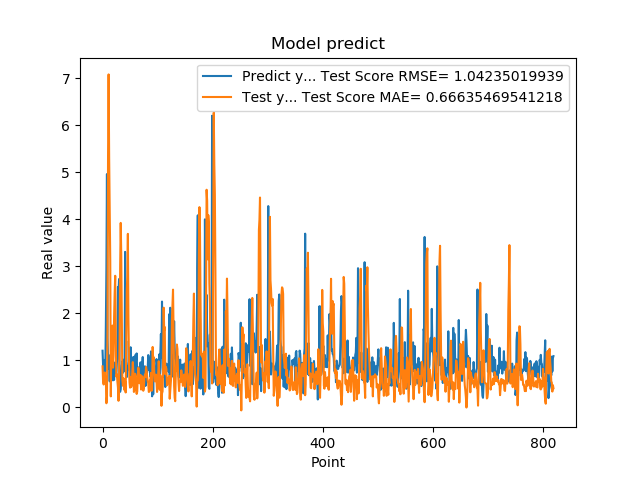 Model predict
Predict y... Test Score RMSE= 1.04235019939
Test y... Test Score MAE= 0.66635469541218
7
6
5
4
3
2
1
0
Real value
0 200 400 600 800
Point